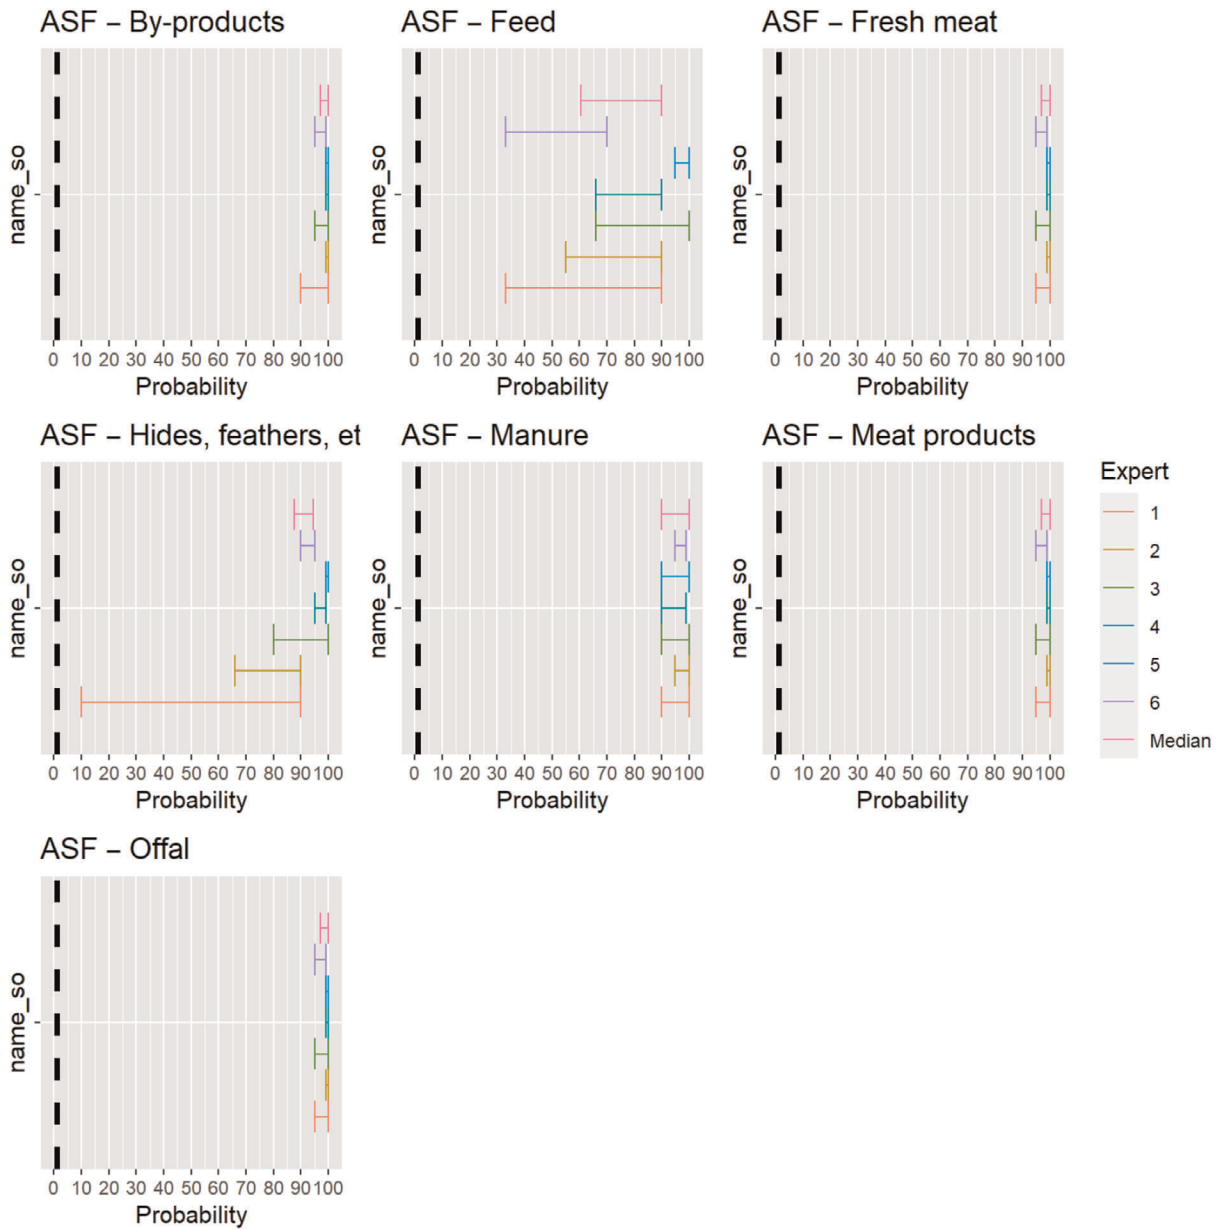 ASF – By-products
ASF – Feed
ASF – Fresh meat
name_so
name_so
name_so
0 10 20 30 40 50 60 70 80 90 100
0 10 20 30 40 50 60 70 80 90 100
0 10 20 30 40 50 60 70 80 90 100
Probability
Probability
Probability
ASF – Hides, feathers, et
ASF – Manure
ASF – Meat products
name_so
name_so
name_so
0 10 20 30 40 50 60 70 80 90 100
0 10 20 30 40 50 60 70 80 90 100
0 10 20 30 40 50 60 70 80 90 100
Probability
Probability
Probability
Expert
1
2
3
4
5
6
Median
ASF – Offal
name_so
0 10 20 30 40 50 60 70 80 90 100
Probability